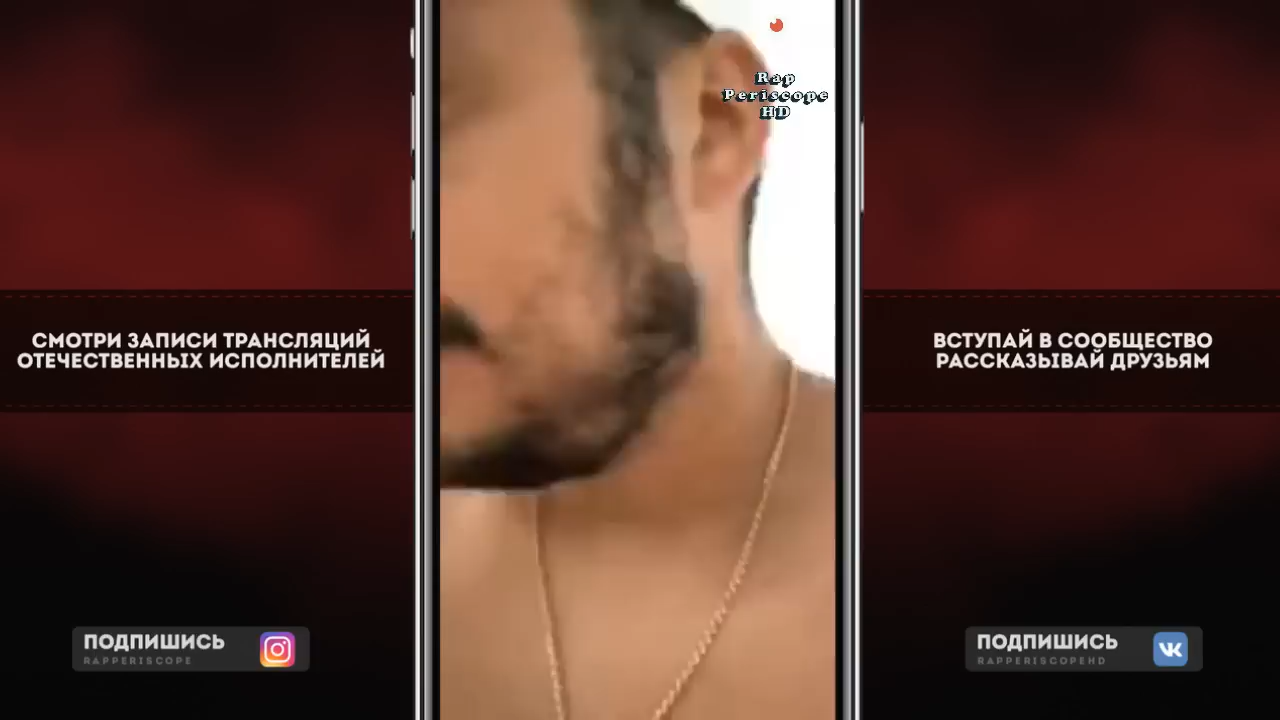 Rap
Periscope
HD
СМОТРИ ЗАПИСИ ТРАНСЛЯЦИЙ
ОТЕЧЕСТВЕННЫХ ИСПОЛНИТЕЛЕЙ
ВСТУПАЙ В СООБЩЕСТВО
РАССКАЗЫВАЙ ДРУЗЬЯМ
ПОДПИШИСЬ
RAPPERISCOPE
ПОДПИШИСЬ
RAPPERISCOPEHD